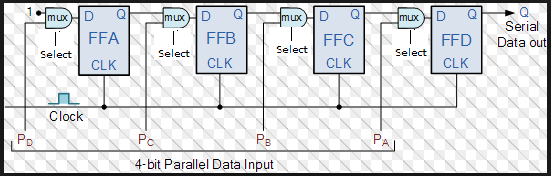 1 mux D Q mux D Q mux D Q mux D Q Q
FFA FFB FFC FFD Serial
Select Select Select Select Data out
CLK CLK CLK CLK
Clock
PD PC PB PA
4-bit Parallel Data Input